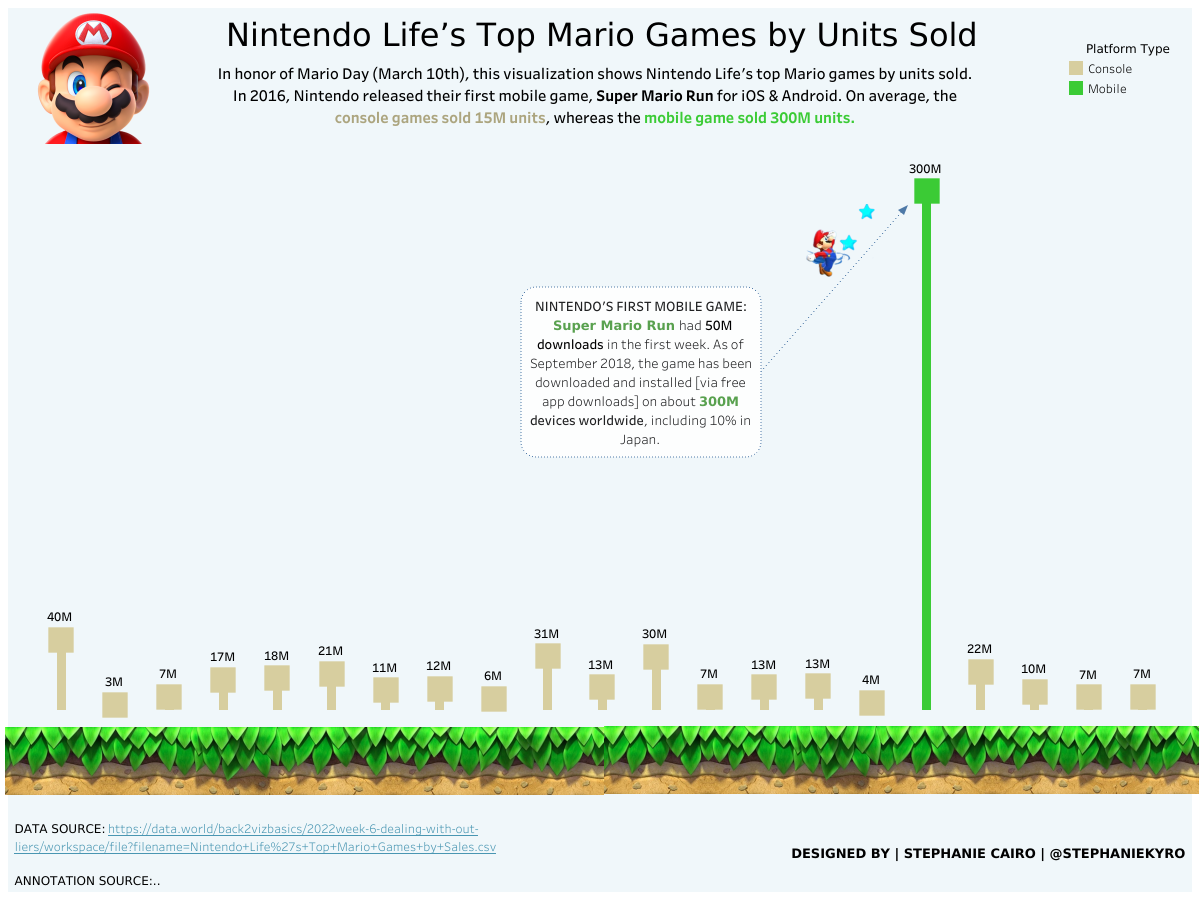 Nintendo Life’s Top Mario Games by Units Sold
In honor of Mario Day (March 10th), this visualization shows Nintendo Life’s top Mario games by units sold.
In 2016, Nintendo released their first mobile game, Super Mario Run for iOS & Android. On average, the
console games sold 15M units, whereas the mobile game sold 300M units.
Platform Type
Console
Mobile
M
300M
NINTENDO’S FIRST MOBILE GAME:
Super Mario Run had 50M
downloads in the first week. As of
September 2018, the game has been
downloaded and installed [via free
app downloads] on about 300M
devices worldwide, including 10% in
Japan.
40M
3M
7M
17M
18M
21M
11M
12M
6M
31M
13M
30M
7M
13M
13M
4M
22M
10M
7M
7M
DATA SOURCE: https://data.world/back2vizbasics/2022week-6-dealing-with-out-
liers/workspace/file?filename=Nintendo+Life%27s+Top+Mario+Games+by+Sales.csv
DESIGNED BY | STEPHANIE CAIRO | @STEPHANIEKYRO
ANNOTATION SOURCE:..